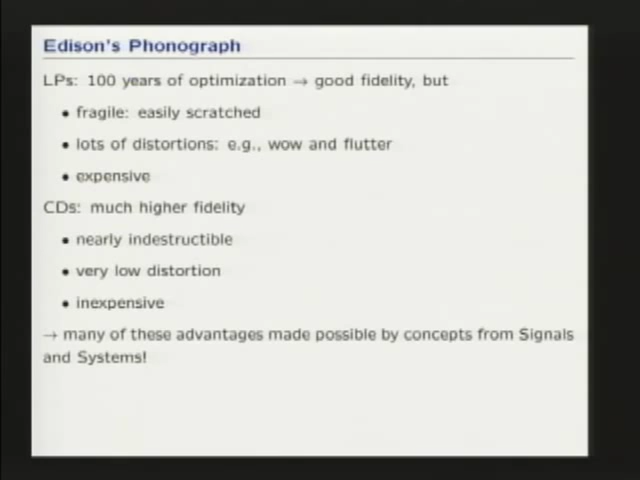 Edison's Phonograph
LPs: 100 years of optimization → good fidelity, but
• fragile: easily scratched
• lots of distortions: e.g., wow and flutter
• expensive
CDs: much higher fidelity
• nearly indestructible
• very low distortion
• inexpensive
→ many of these advantages made possible by concepts from Signals
and Systems!